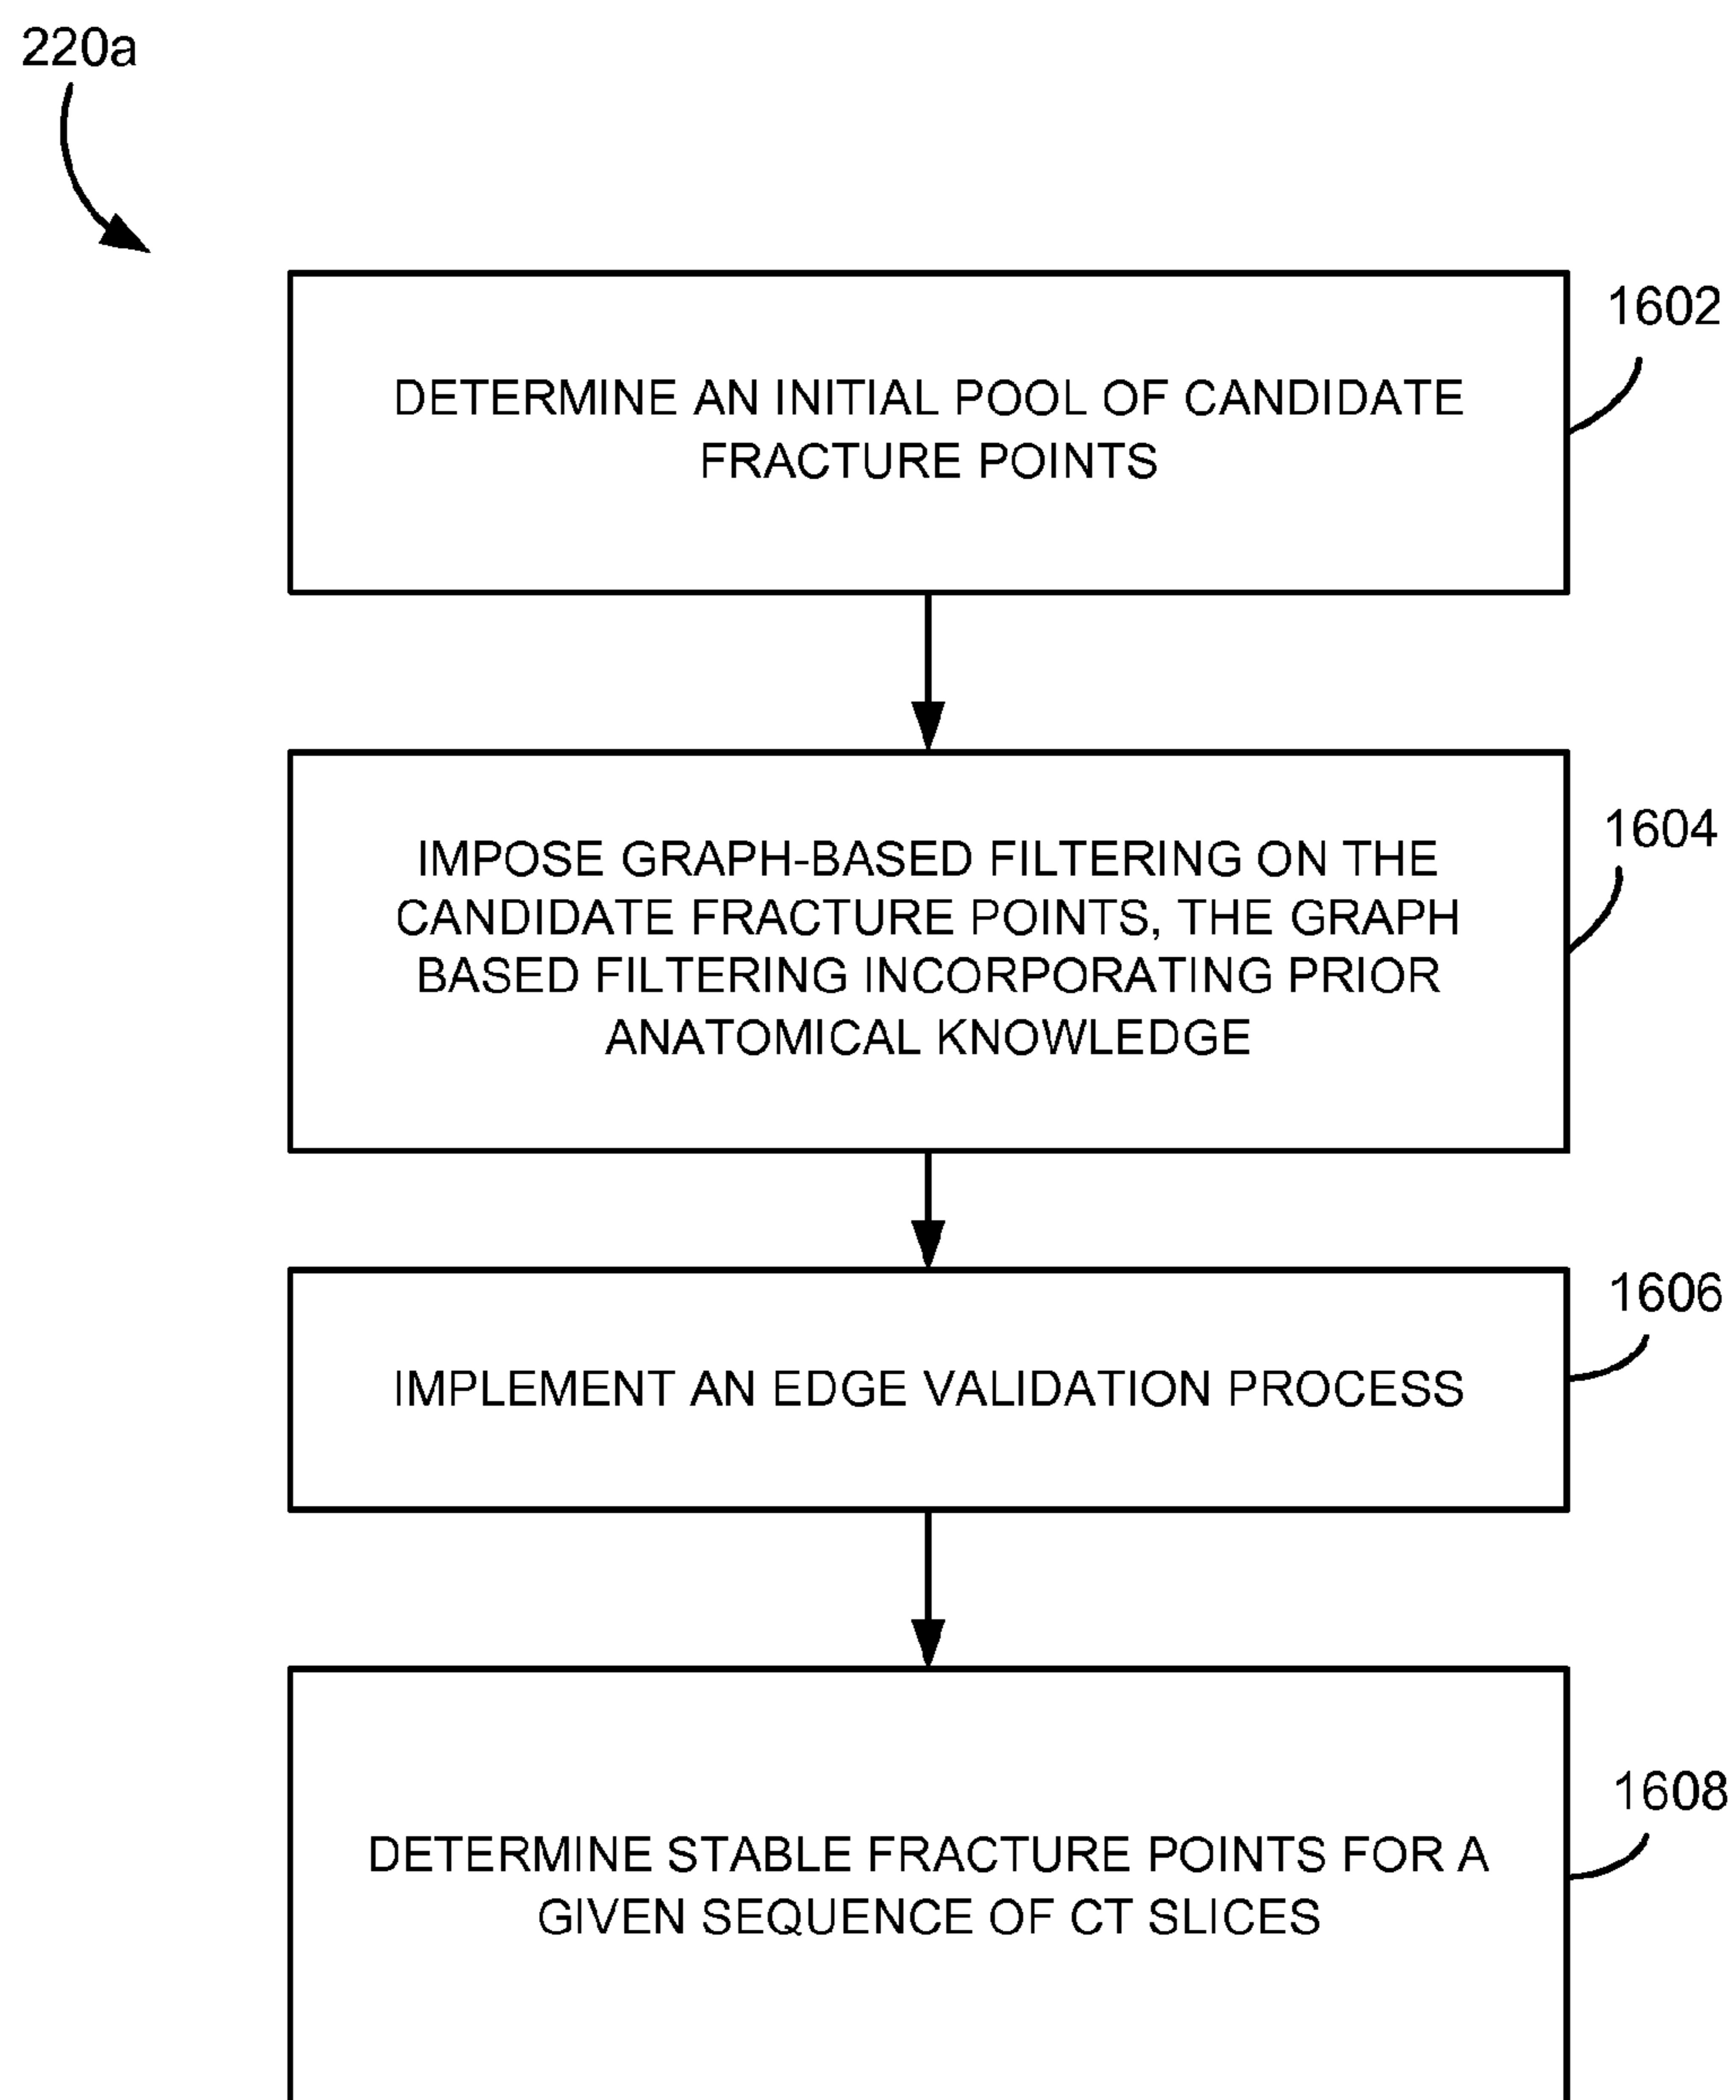 220a
1602
DETERMINE AN INITIAL POOL OF CANDIDATE
FRACTURE POINTS
1604
IMPOSE GRAPH-BASED FILTERING ON THE
CANDIDATE FRACTURE POINTS, THE GRAPH
BASED FILTERING INCORPORATING PRIOR
ANATOMICAL KNOWLEDGE
1606
IMPLEMENT AN EDGE VALIDATION PROCESS
1608
DETERMINE STABLE FRACTURE POINTS FOR A
GIVEN SEQUENCE OF CT SLICES